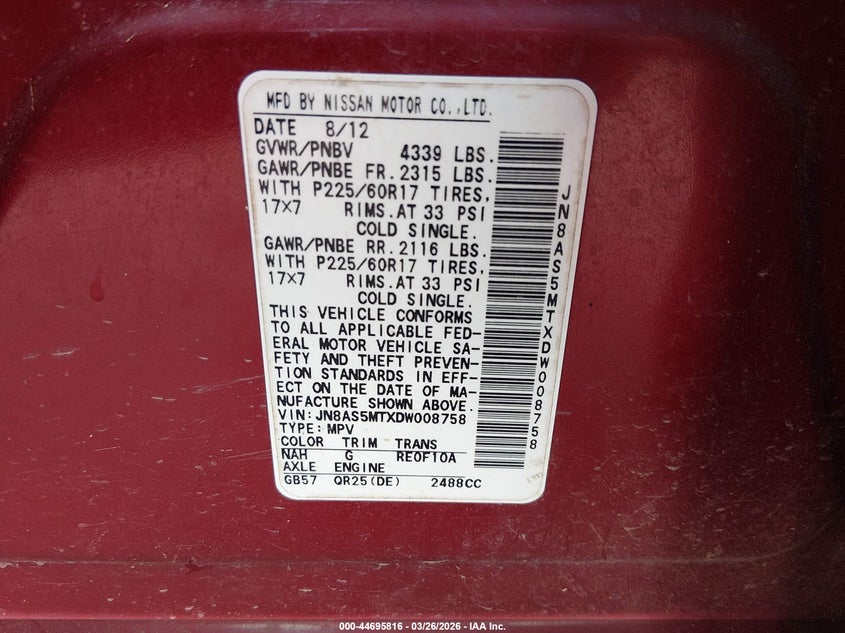 MFD BY NISSAN MOTOR CO.,LTD.
DATE 8/12
GVWR/PNBV 4339 LBS.
GAWR/PNBE FR.2315 LBS.
WITH P225/60R17 TIRES,
17X7 RIMS.AT 33 PSI
COLD SINGLE.
GAWR/PNBE RR.2116 LBS.
WITH P225/60R17 TIRES,
17X7 RIMS.AT 33 PSI
COLD SINGLE.
THIS VEHICLE CONFORMS
TO ALL APPLICABLE FED-
ERAL MOTOR VEHICLE SA-
FETY AND THEFT PREVEN-
TION STANDARDS IN EFF-
ECT ON THE DATE OF MA-
NUFACTURE SHOWN ABOVE.
VIN:JN8AS5MTXDW008758
TYPE:MPV
COLOR TRIM TRANS
NAH G RE0F10A
AXLE ENGINE
GB57 QR25(DE) 2488CC
JN8AS5MTXDW008758
000-44695816 - 03/26/2026 - IAA Inc.